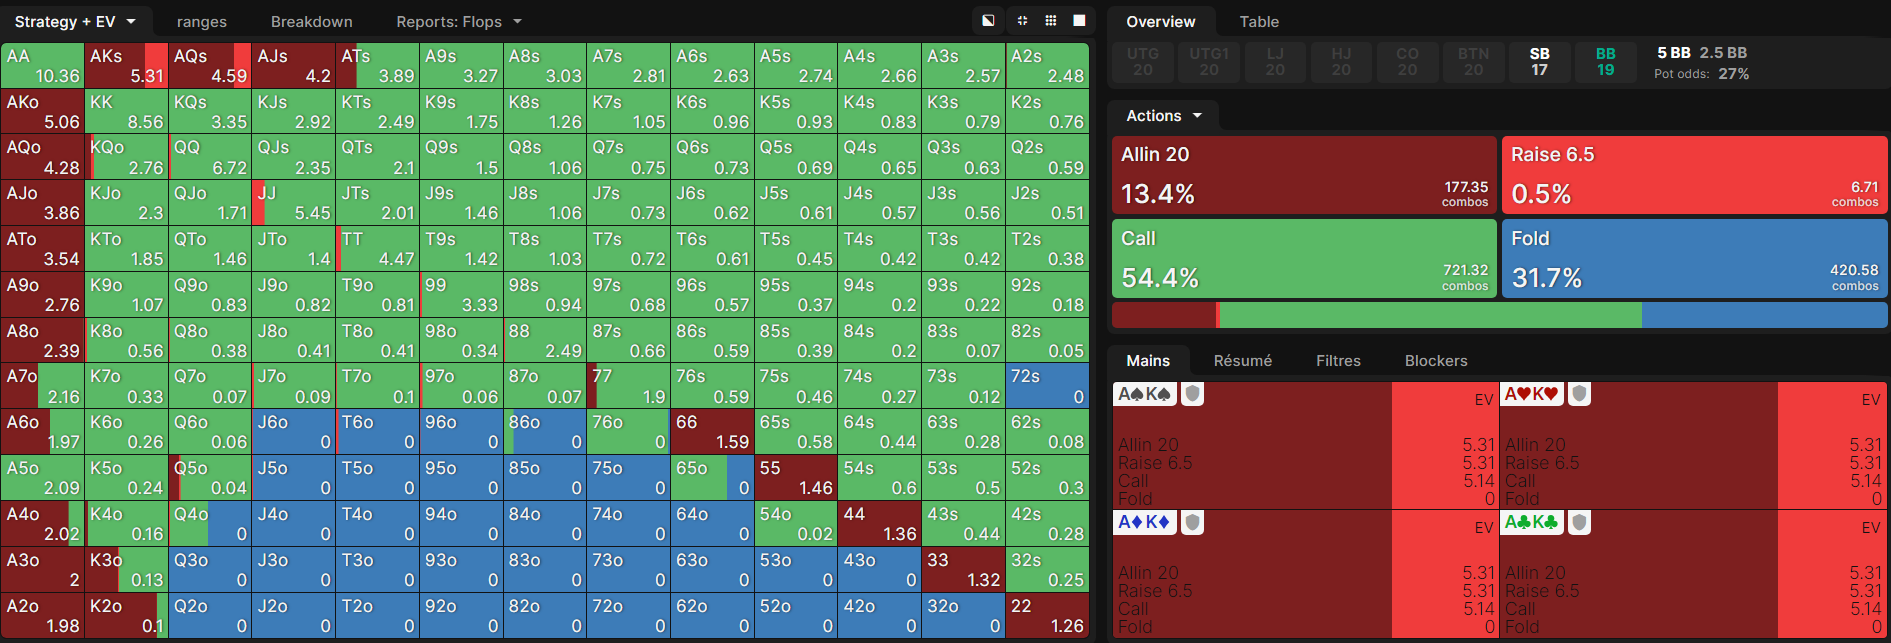 Strategy + EV ranges Breakdown Reports: Flops
AA AKs AQs AJs ATs A9s A8s A7s A6s A5s A4s A3s A2s
10.36 5.31 4.59 4.2 3.89 3.27 3.03 2.81 2.63 2.74 2.66 2.57 2.48
AKo KK KQs KJs KTs K9s K8s K7s K6s K5s K4s K3s K2s
5.06 8.56 3.35 2.92 2.49 1.75 1.26 1.05 0.96 0.93 0.83 0.79 0.76
AQo KQo QQ QJs QTs Q9s Q8s Q7s Q6s Q5s Q4s Q3s Q2s
4.28 2.76 6.72 2.35 2.1 1.5 1.06 0.75 0.73 0.69 0.65 0.63 0.59
AJo KJo QJo JJ JTs J9s J8s J7s J6s J5s J4s J3s J2s
3.86 2.3 1.71 5.45 2.01 1.46 1.06 0.73 0.62 0.61 0.57 0.56 0.51
ATo KTo QTo JTo TT T9s T8s T7s T6s T5s T4s T3s T2s
3.54 1.85 1.46 1.4 4.47 1.42 1.03 0.72 0.61 0.45 0.42 0.42 0.38
A9o K9o Q9o J9o T9o 99 98s 97s 96s 95s 94s 93s 92s
2.76 1.07 0.83 0.82 0.81 3.33 0.94 0.68 0.57 0.37 0.2 0.22 0.18
A8o K8o Q8o J8o T8o 98o 88 87s 86s 85s 84s 83s 82s
2.39 0.56 0.38 0.41 0.41 0.34 2.49 0.66 0.59 0.39 0.2 0.07 0.05
A7o K7o Q7o J7o T7o 97o 87o 77 76s 75s 74s 73s 72s
2.16 0.33 0.07 0.09 0.1 0.06 0.07 1.9 0.59 0.46 0.27 0.12 0
A6o K6o Q6o J6o T6o 96o 86o 76o 66 65s 64s 63s 62s
1.97 0.26 0.06 0 0 0 0 0 1.59 0.58 0.44 0.28 0.08
A5o K5o Q5o J5o T5o 95o 85o 75o 65o 55 54s 53s 52s
2.09 0.24 0.04 0 0 0 0 0 0 1.46 0.6 0.5 0.3
A4o K4o Q4o J4o T4o 94o 84o 74o 64o 54o 44 43s 42s
2.02 0.16 0 0 0 0 0 0 0 0.02 1.36 0.44 0.28
A3o K3o Q3o J3o T3o 93o 83o 73o 63o 53o 43o 33 32s
2 0.13 0 0 0 0 0 0 0 0 0 1.32 0.25
A2o K2o Q2o J2o T2o 92o 82o 72o 62o 52o 42o 32o 22
1.98 0.1 0 0 0 0 0 0 0 0 0 0 1.26
Overview Table
UTG UTG1 LJ HJ CO BTN SB BB 5 BB 2.5 BB
20 20 20 20 20 20 17 19 Pot odds: 27%
Actions
Allin 20 Raise 6.5
13.4% 177.35 combos 0.5% 6.71 combos
Call Fold
54.4% 721.32 combos 31.7% 420.58 combos
Mains Résumé Filtres Blockers
A♠K♠ EV A♥K♥ EV
Allin 20 5.31 Allin 20 5.31
Raise 6.5 5.31 Raise 6.5 5.31
Call 5.14 Call 5.14
Fold 0 Fold 0
A♦K♦ EV A♣K♣ EV
Allin 20 5.31 Allin 20 5.31
Raise 6.5 5.31 Raise 6.5 5.31
Call 5.14 Call 5.14
Fold 0 Fold 0